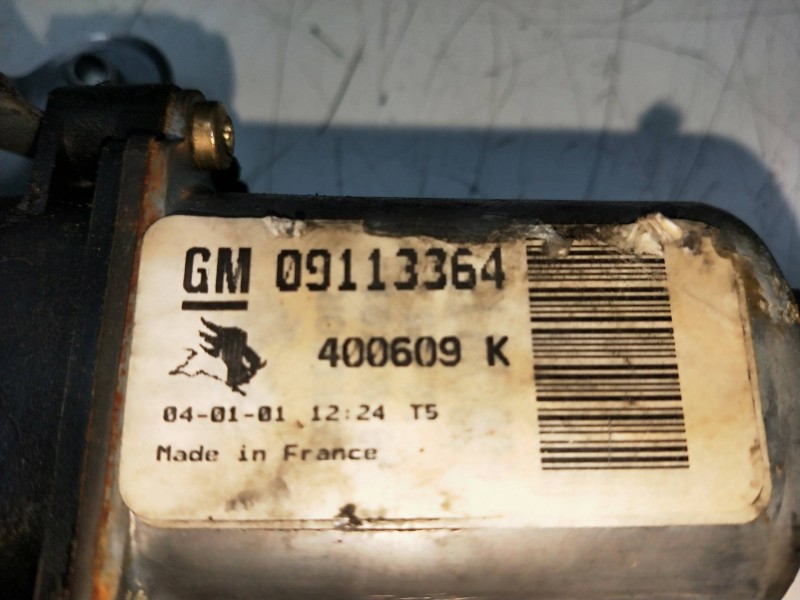 GM 09113364
400609 K
04-01-01 12:24 T5
Made in France